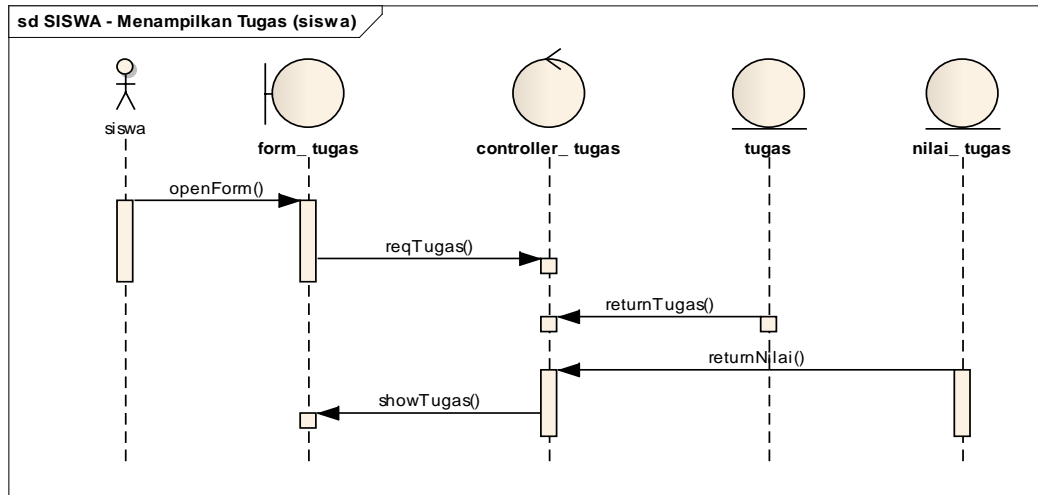 sd SISWA - Menampilkan Tugas (siswa)
siswa
form_ tugas
controller_ tugas
tugas
nilai_ tugas
openForm()
reqTugas()
returnTugas()
returnNilai()
showTugas()